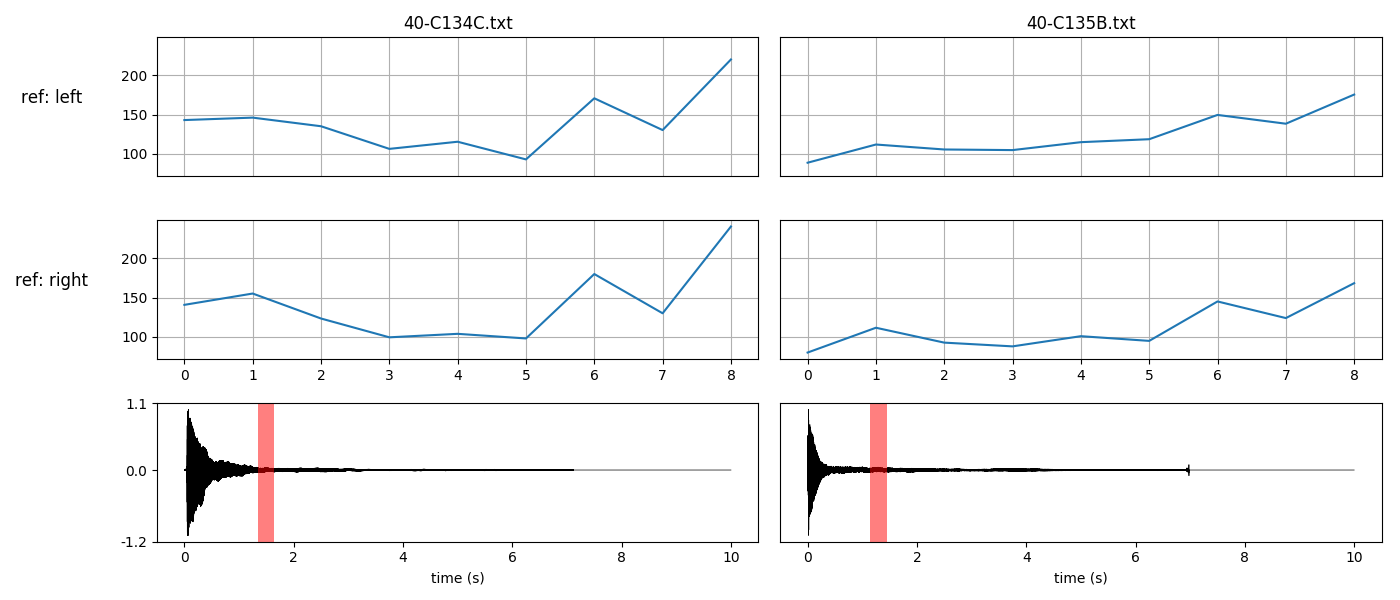 40-C134C.txt 40-C135B.txt
ref: left
200
150
100
ref: right
200
150
100
0 1 2 3 4 5 6 7 8 0 1 2 3 4 5 6 7 8
1.1
0.0
-1.2
0 2 4 6 8 10 0 2 4 6 8 10
time (s) time (s)